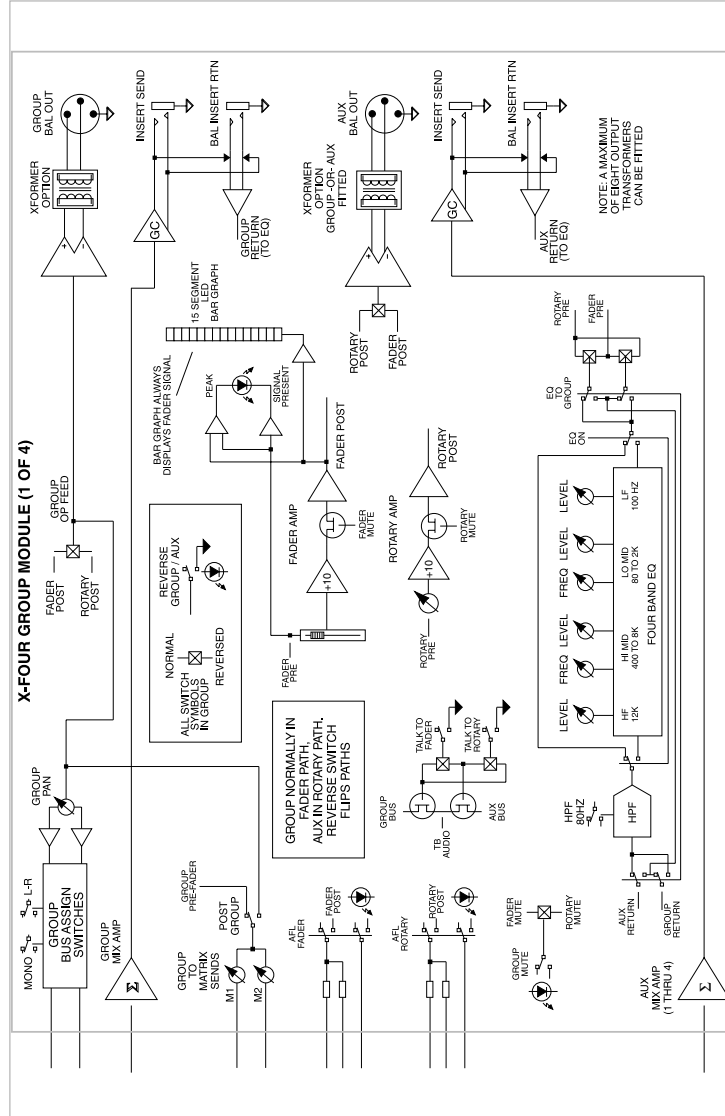 X-FOUR GROUP MODULE (1 OF 4)
MONO
L-R
GROUP
BUS ASSIGN
SWITCHES
GROUP
PAN
FADER
POST
ROTARY
POST
GROUP
OP FEED
+
–
XFORMER
OPTION
GROUP
BAL OUT
GROUP
MIX AMP
Σ
GC
INSERT SEND
BAL INSERT RTN
GROUP
RETURN
(TO EQ)
GROUP
TO
MATRIX
SENDS
M1
M2
GROUP
PRE-FADER
POST
GROUP
NORMAL
REVERSED
ALL SWITCH
SYMBOLS
IN GROUP
REVERSE
GROUP / AUX
BAR GRAPH ALWAYS
DISPLAYS FADER SIGNAL
15 SEGMENT
LED
BAR GRAPH
PEAK
SIGNAL
PRESENT
GROUP NORMALLY IN
FADER PATH,
AUX IN ROTARY PATH.
REVERSE SWITCH
FLIPS PATHS
FADER
PRE
+10
FADER AMP
FADER
MUTE
FADER POST
AFL
FADER
FADER
POST
AFL
ROTARY
ROTARY
POST
GROUP
BUS
TB
AUDIO
AUX
BUS
TALK TO
FADER
TALK TO
ROTARY
ROTARY
PRE
+10
ROTARY AMP
ROTARY
MUTE
ROTARY
POST
ROTARY
POST
FADER
POST
+
–
XFORMER
OPTION
GROUP -OR- AUX
FITTED
AUX
BAL OUT
GC
INSERT SEND
BAL INSERT RTN
AUX
RETURN
(TO EQ)
NOTE: A MAXIMUM
OF EIGHT OUTPUT
TRANSFORMERS
CAN BE FITTED
GROUP
MUTE
FADER
MUTE
ROTARY
MUTE
AUX
RETURN
GROUP
RETURN
HPF
80HZ
HPF
LEVEL
FREQ
LEVEL
FREQ
LEVEL
LEVEL
HF
12K
HI MID
400 TO 8K
LO MID
80 TO 2K
LF
100 HZ
FOUR BAND EQ
EQ
ON
EQ
TO
GROUP
ROTARY
PRE
FADER
PRE
AUX
MIX AMP
(1 THRU 4)
Σ